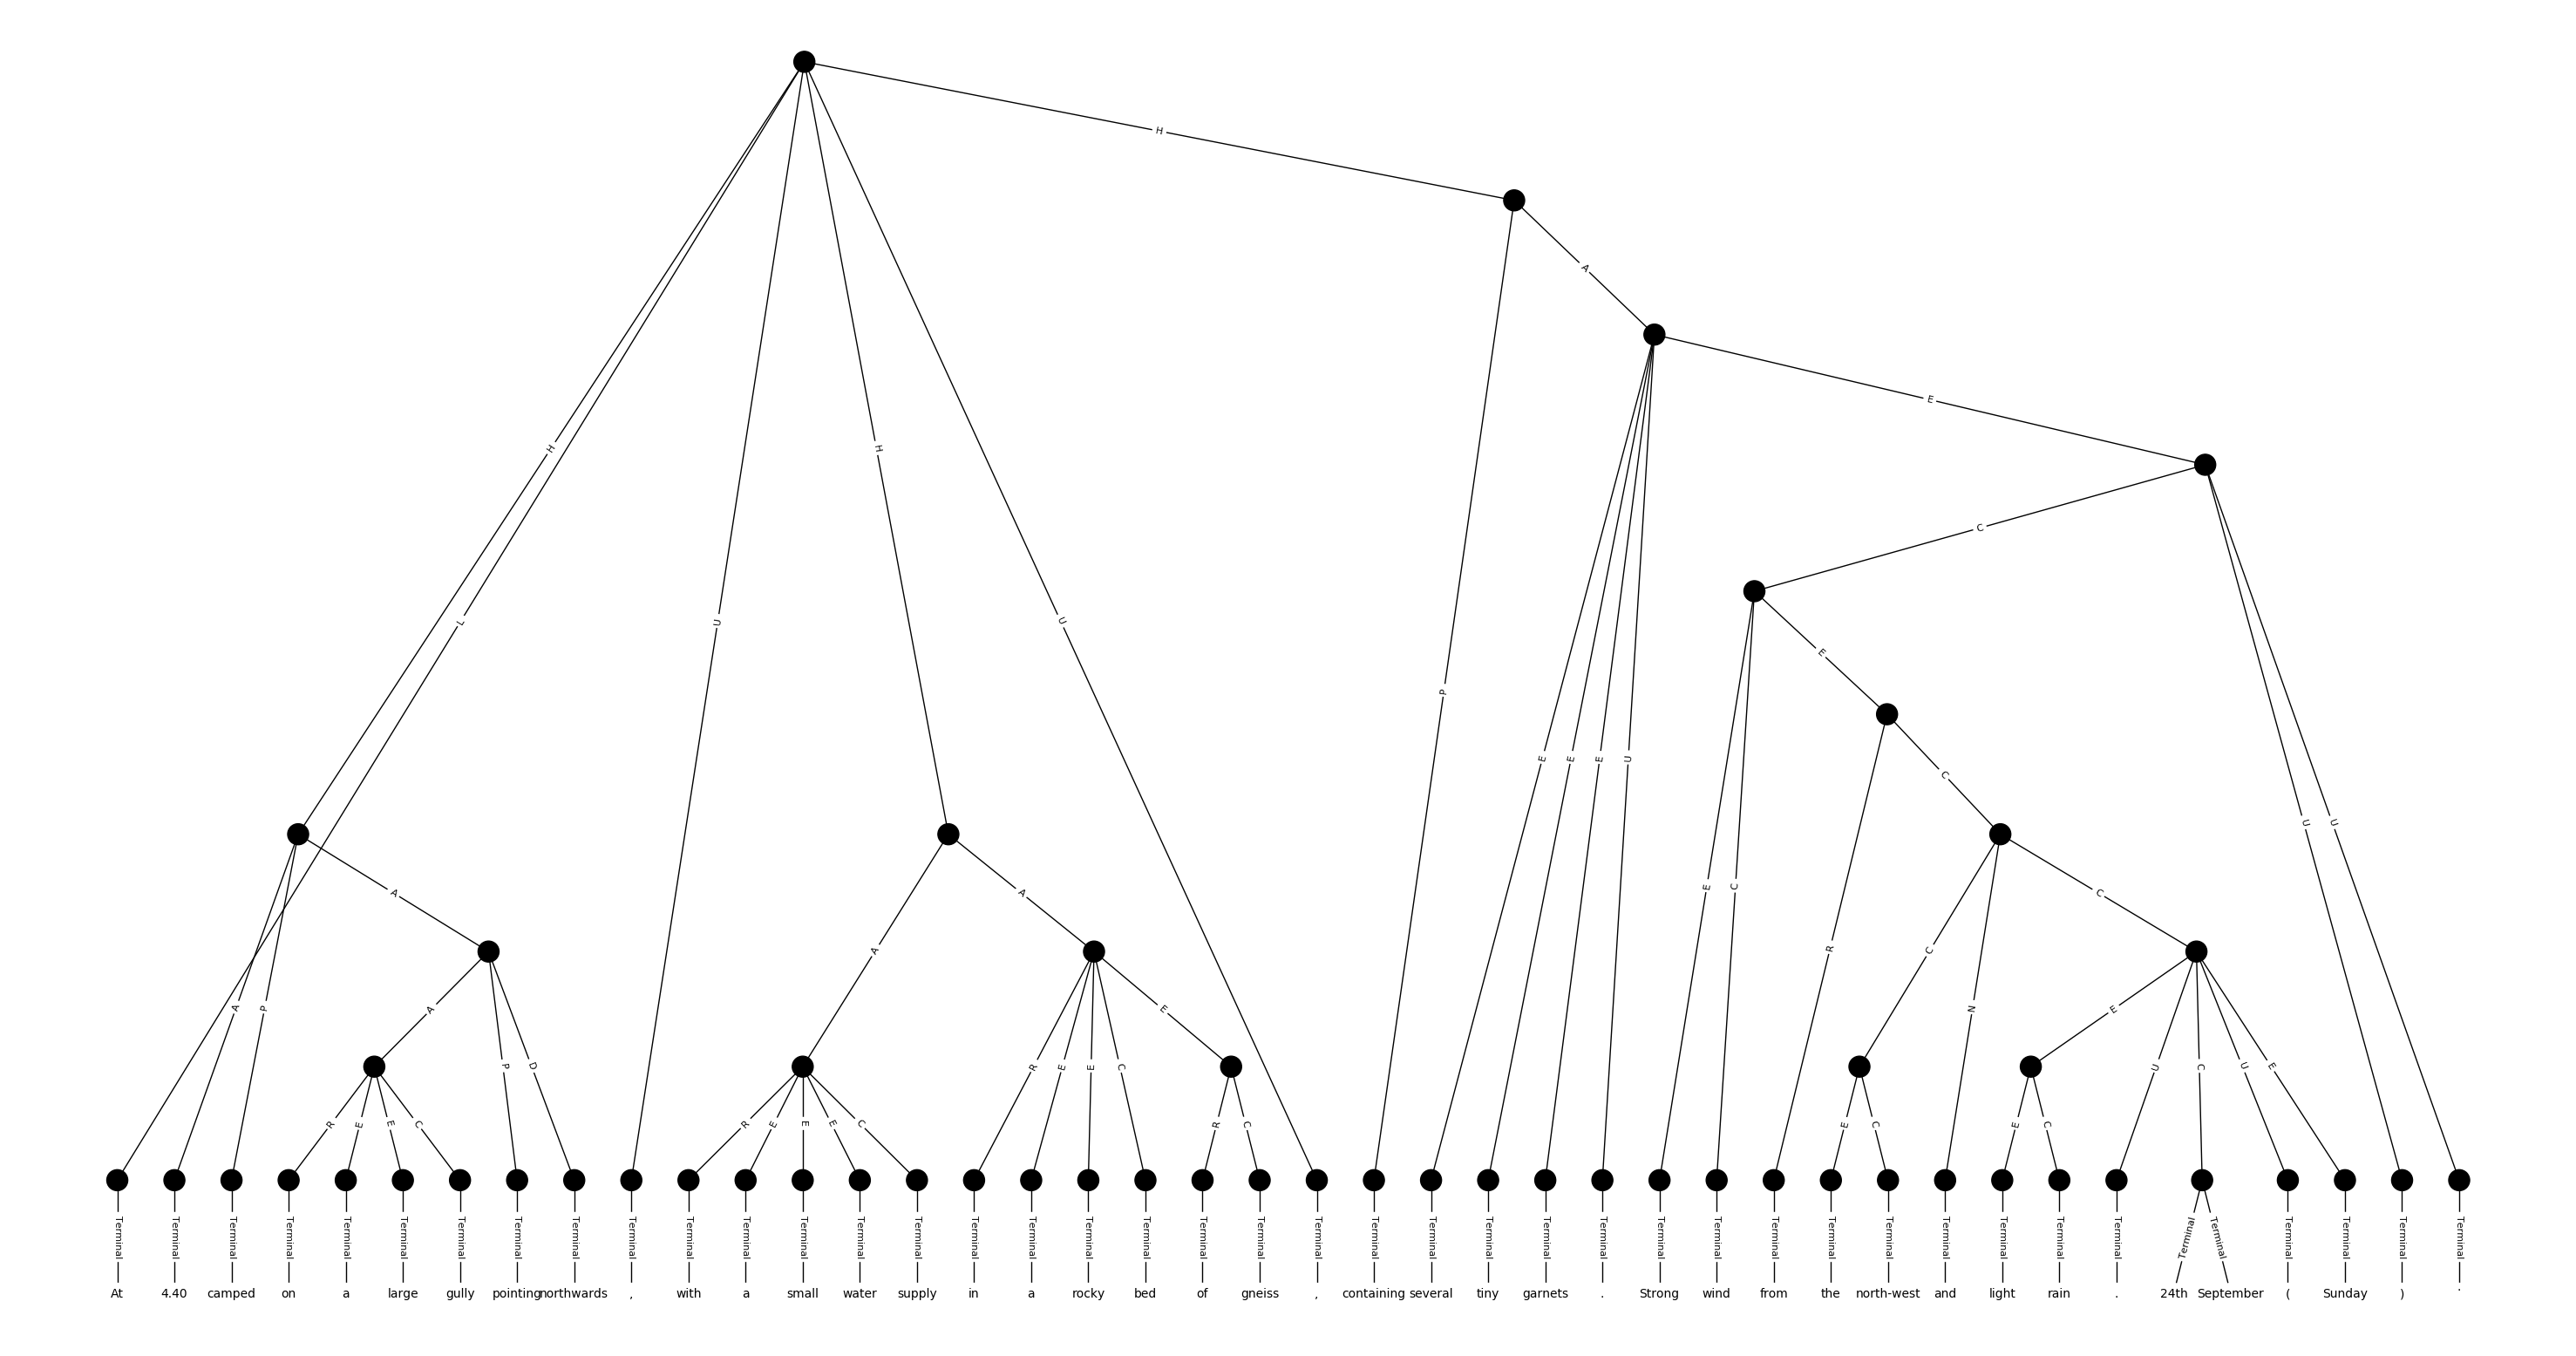 H
A
E
C
H
H
E
L
U
U
P
C
E
E
E
U
U
U
A
A
E
C
C
C
A
R
A
P
A
E
N
E
P
D
R
E
E
C
U
C
U
E
R
E
E
C
R
E
E
E
C
R
C
E
C
E
C
Terminal Terminal Terminal Terminal Terminal Terminal Terminal Terminal Terminal Terminal Terminal Terminal Terminal Terminal Terminal Terminal Terminal Terminal Terminal Terminal Terminal Terminal Terminal Terminal Terminal Terminal Terminal Terminal Terminal Terminal Terminal Terminal Terminal Terminal Terminal Terminal Terminal Terminal Terminal Terminal Terminal Terminal
At 4.40 camped on a large gully pointing northwards , with a small water supply in a rocky bed of gneiss , containing several tiny garnets . Strong wind from the north-west and light rain . 24th September ( Sunday ) .